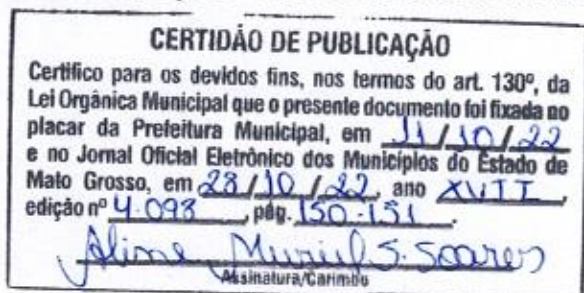 CERTIDÃO DE PUBLICAÇÃO
Certifico para os devidos fins, nos termos do art. 130º, da
Lei Orgânica Municipal que o presente documento foi fixada no
placar da Prefeitura Municipal, em 11/10/22
e no Jornal Oficial Eletrônico dos Municípios do Estado de
Mato Grosso, em 28/10/22, ano XVII,
edição nº 4.098, pág. 150-151.
Aline Muriel S. Soares
Assinatura/Carimbo